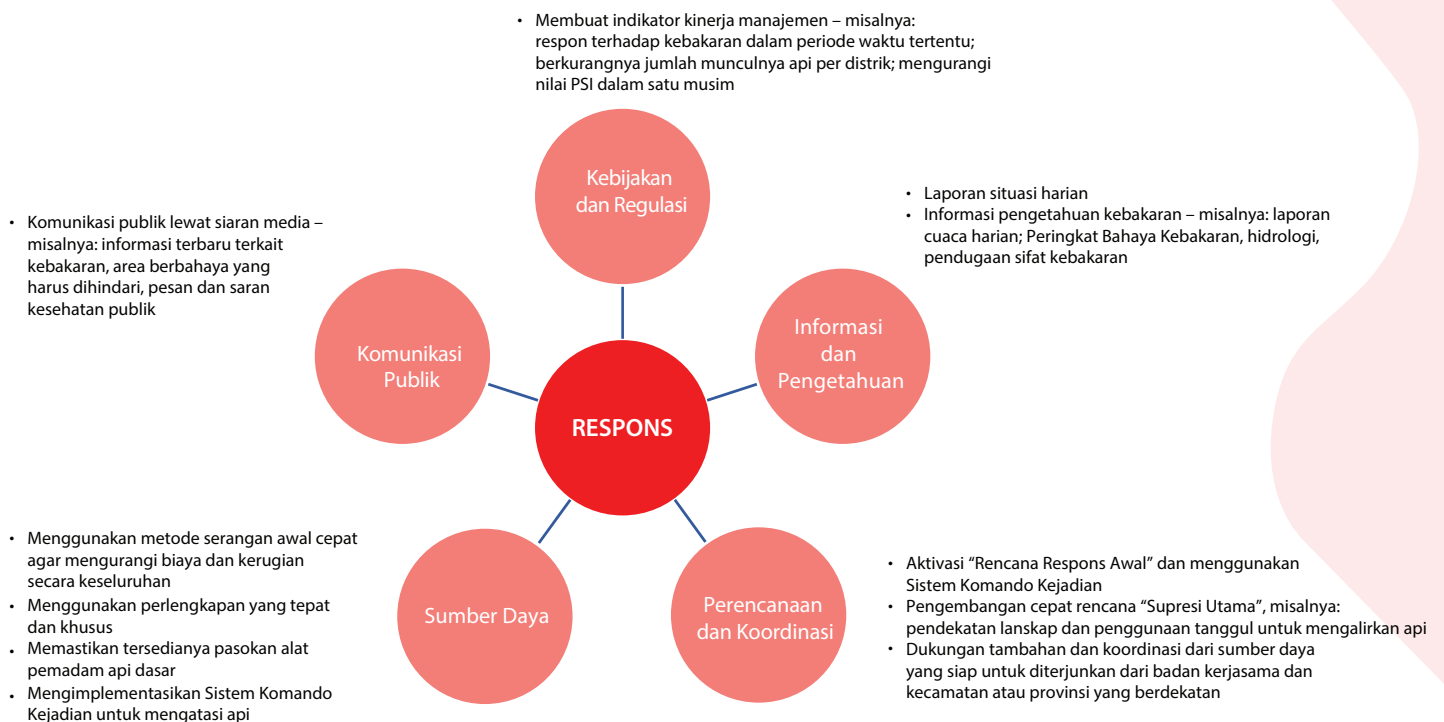 • Membuat indikator kinerja manajemen – misalnya:
respon terhadap kebakaran dalam periode waktu tertentu;
berkurangnya jumlah munculnya api per distrik; mengurangi
nilai PSI dalam satu musim
Kebijakan
dan Regulasi
• Laporan situasi harian
• Informasi pengetahuan kebakaran – misalnya: laporan
cuaca harian; Peringkat Bahaya Kebakaran, hidrologi,
pendugaan sifat kebakaran
• Komunikasi publik lewat siaran media –
misalnya: informasi terbaru terkait
kebakaran, area berbahaya yang
harus dihindari, pesan dan saran
kesehatan publik
Komunikasi
Publik
Informasi
dan
Pengetahuan
RESPONS
• Menggunakan metode serangan awal cepat
agar mengurangi biaya dan kerugian
secara keseluruhan
• Menggunakan perlengkapan yang tepat
dan khusus
• Memastikan tersedianya pasokan alat
pemadam api dasar
• Mengimplementasikan Sistem Komando
Kejadian untuk mengatasi api
Sumber Daya
Perencanaan
dan Koordinasi
• Aktivasi “Rencana Respons Awal” dan menggunakan
Sistem Komando Kejadian
• Pengembangan cepat rencana “Supresi Utama”, misalnya:
pendekatan lanskap dan penggunaan tanggul untuk mengalirkan api
• Dukungan tambahan dan koordinasi dari sumber daya
yang siap untuk diterjunkan dari badan kerjasama dan
kecamatan atau provinsi yang berdekatan